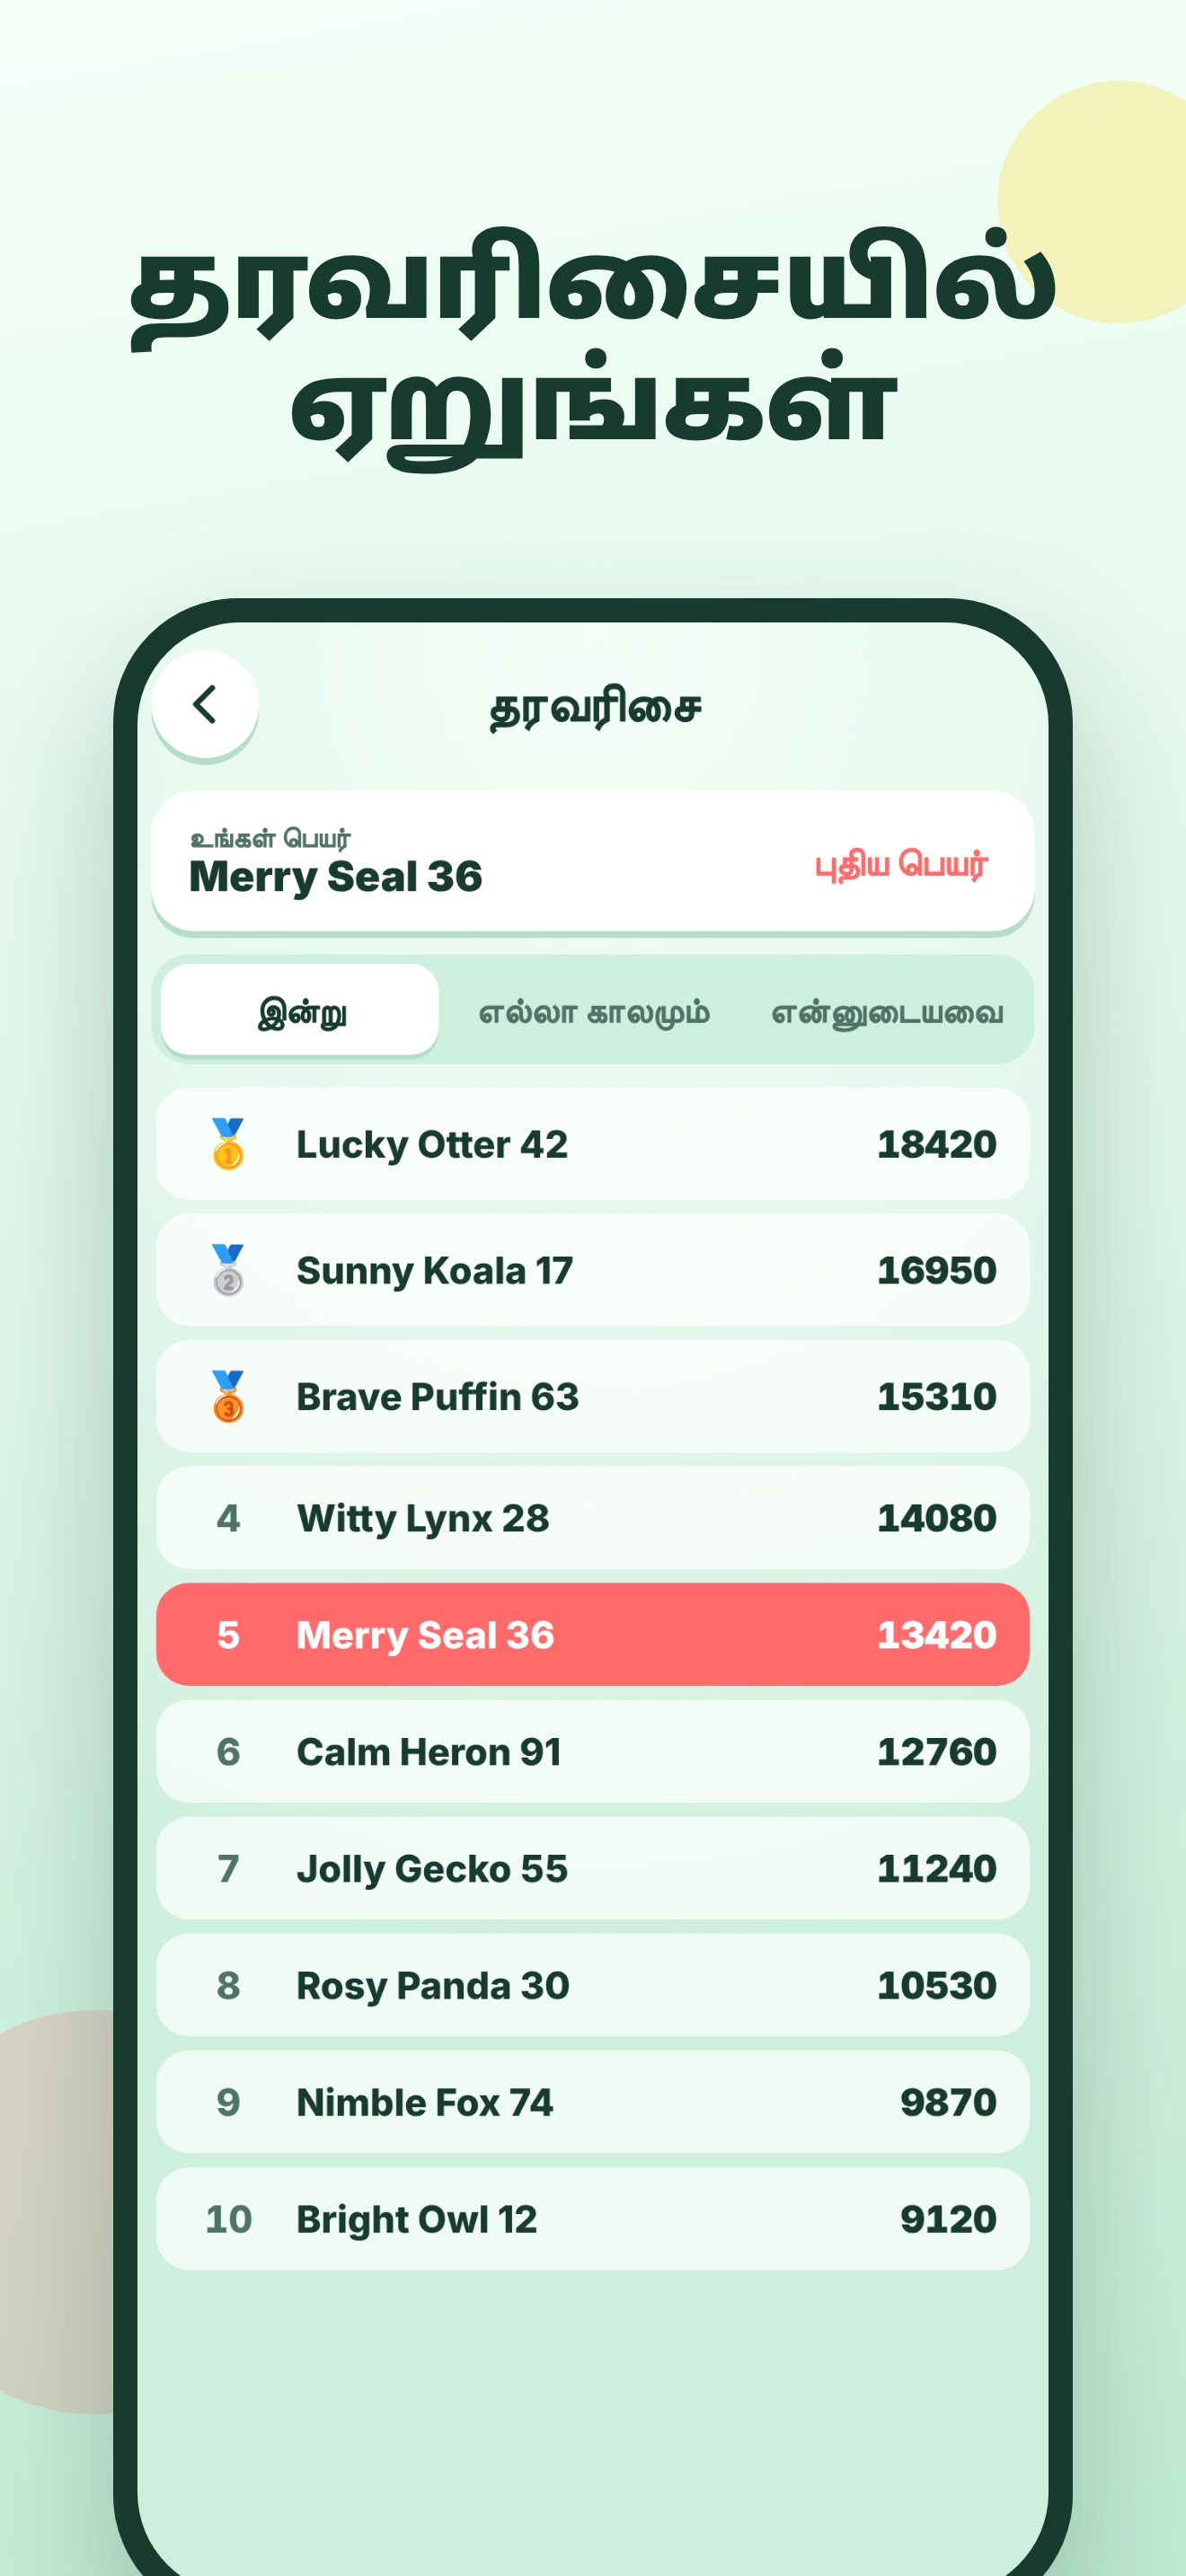 தரவரிசையில்
ஏறுங்கள்
தரவரிசை
உங்கள் பெயர்
Merry Seal 36
புதிய பெயர்
இன்று எல்லா காலமும் என்னுடையவை
1 Lucky Otter 42 18420
2 Sunny Koala 17 16950
3 Brave Puffin 63 15310
4 Witty Lynx 28 14080
5 Merry Seal 36 13420
6 Calm Heron 91 12760
7 Jolly Gecko 55 11240
8 Rosy Panda 30 10530
9 Nimble Fox 74 9870
10 Bright Owl 12 9120